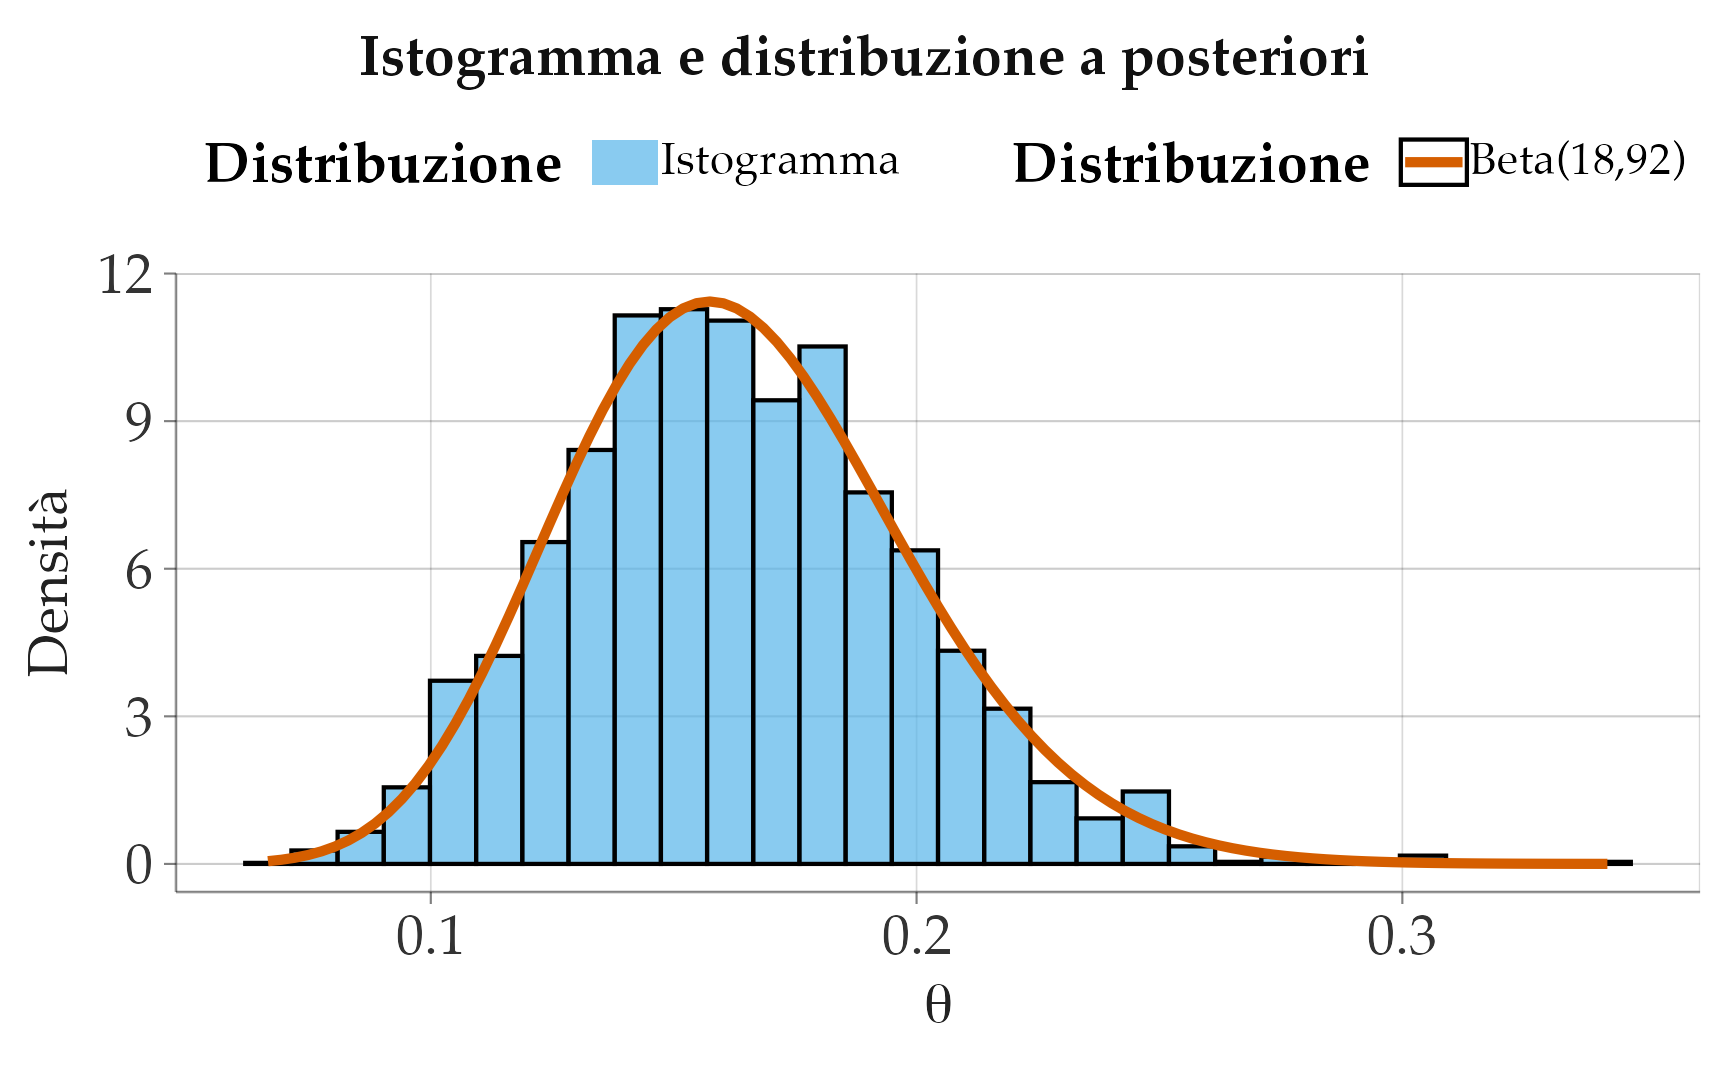 Istogramma e distribuzione a posteriori
Distribuzione Istogramma Distribuzione Beta(18,92)
12
9
6
3
0
Densità
0.1 0.2 0.3
θ